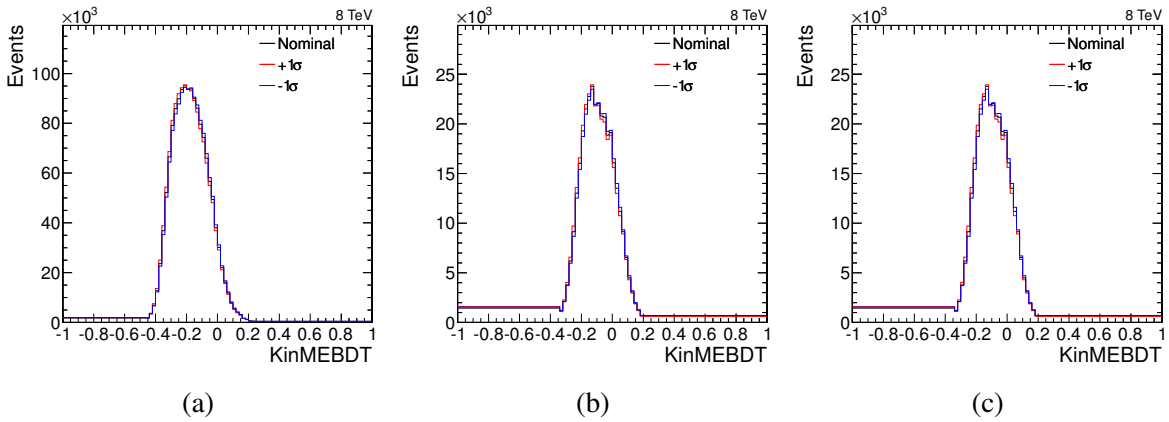 ×10³ 8 TeV
Events
Nominal
+1σ
-1σ
100
80
60
40
20
0
-1 -0.8 -0.6 -0.4 -0.2 0 0.2 0.4 0.6 0.8 1
KinMEBDT
(a)
×10³ 8 TeV
Events
Nominal
+1σ
-1σ
25
20
15
10
5
0
-1 -0.8 -0.6 -0.4 -0.2 0 0.2 0.4 0.6 0.8 1
KinMEBDT
(b)
×10³ 8 TeV
Events
Nominal
+1σ
-1σ
25
20
15
10
5
0
-1 -0.8 -0.6 -0.4 -0.2 0 0.2 0.4 0.6 0.8 1
KinMEBDT
(c)